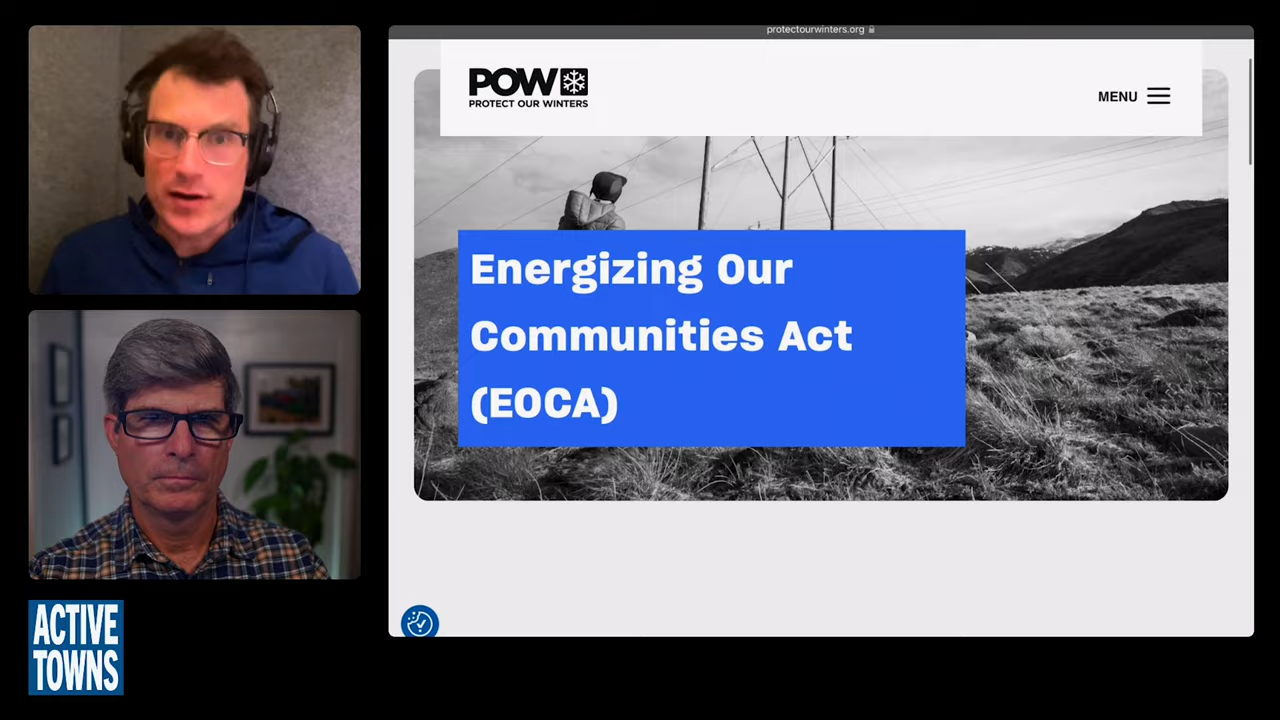 protectourwinters.org
POW
PROTECT OUR WINTERS
MENU
Energizing Our
Communities Act
(EOCA)
ACTIVE
TOWNS